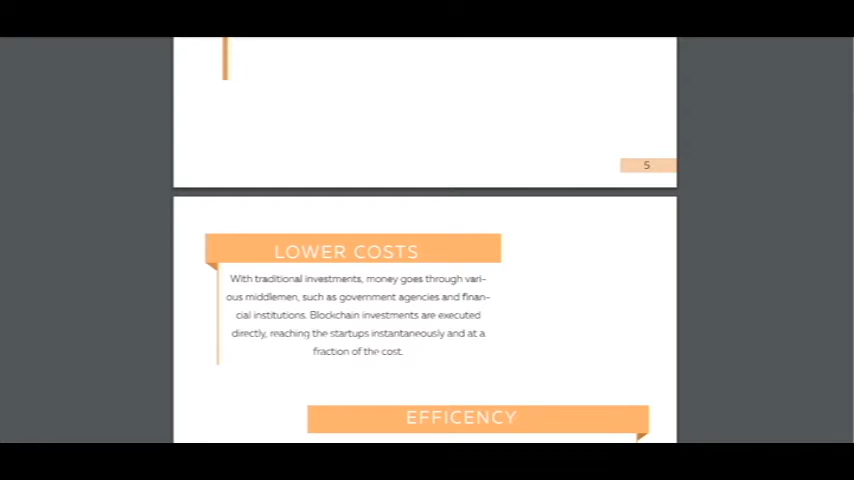 5
LOWER COSTS
With traditional investments, money goes through vari-
ous middlemen, such as government agencies and finan-
cial institutions. Blockchain investments are executed
directly, reaching the startups instantaneously and at a
fraction of the cost.
EFFICENCY